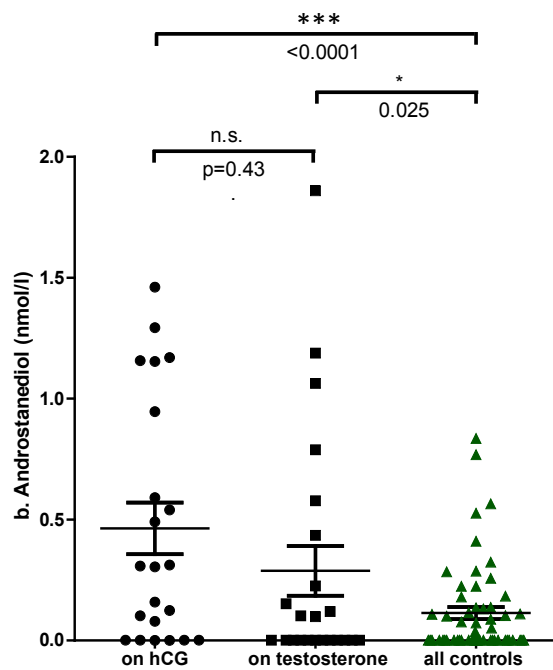 ***
<0.0001
*
0.025
n.s.
p=0.43
.
b. Androstanediol (nmol/l)
2.0
1.5
1.0
0.5
0.0
on hCG on testosterone all controls